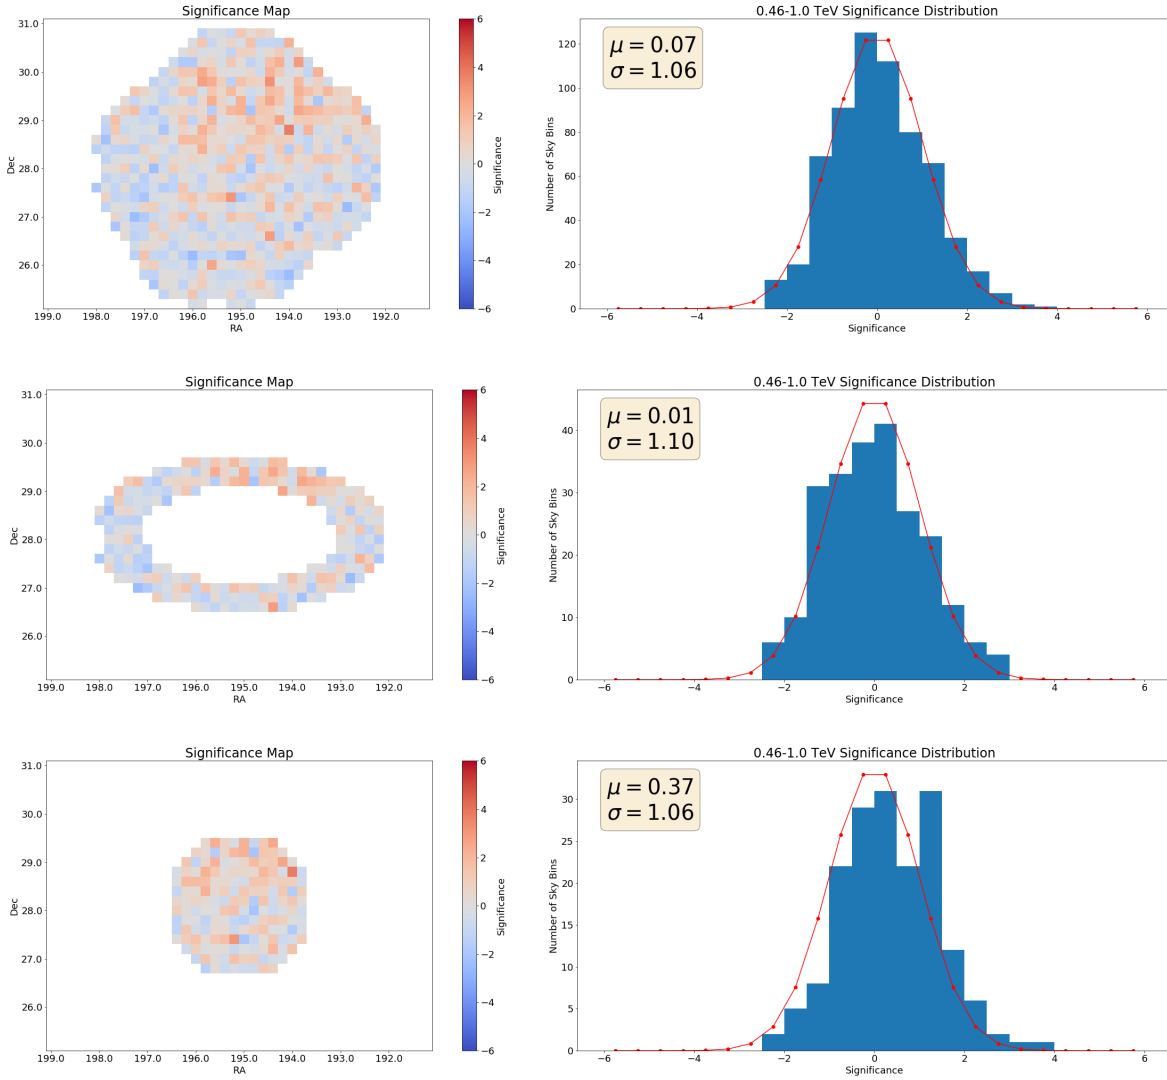 Significance Map
31.0
30.0
29.0
28.0
27.0
26.0
Dec
199.0 198.0 197.0 196.0 195.0 194.0 193.0 192.0
RA
6
4
2
0
−2
−4
−6
Significance
0.46-1.0 TeV Significance Distribution
μ = 0.07
σ = 1.06
120
100
80
60
40
20
0
Number of Sky Bins
−6 −4 −2 0 2 4 6
Significance
Significance Map
31.0
30.0
29.0
28.0
27.0
26.0
Dec
199.0 198.0 197.0 196.0 195.0 194.0 193.0 192.0
RA
6
4
2
0
−2
−4
−6
Significance
0.46-1.0 TeV Significance Distribution
μ = 0.01
σ = 1.10
40
30
20
10
0
Number of Sky Bins
−6 −4 −2 0 2 4 6
Significance
Significance Map
31.0
30.0
29.0
28.0
27.0
26.0
Dec
199.0 198.0 197.0 196.0 195.0 194.0 193.0 192.0
RA
6
4
2
0
−2
−4
−6
Significance
0.46-1.0 TeV Significance Distribution
μ = 0.37
σ = 1.06
30
25
20
15
10
5
0
Number of Sky Bins
−6 −4 −2 0 2 4 6
Significance